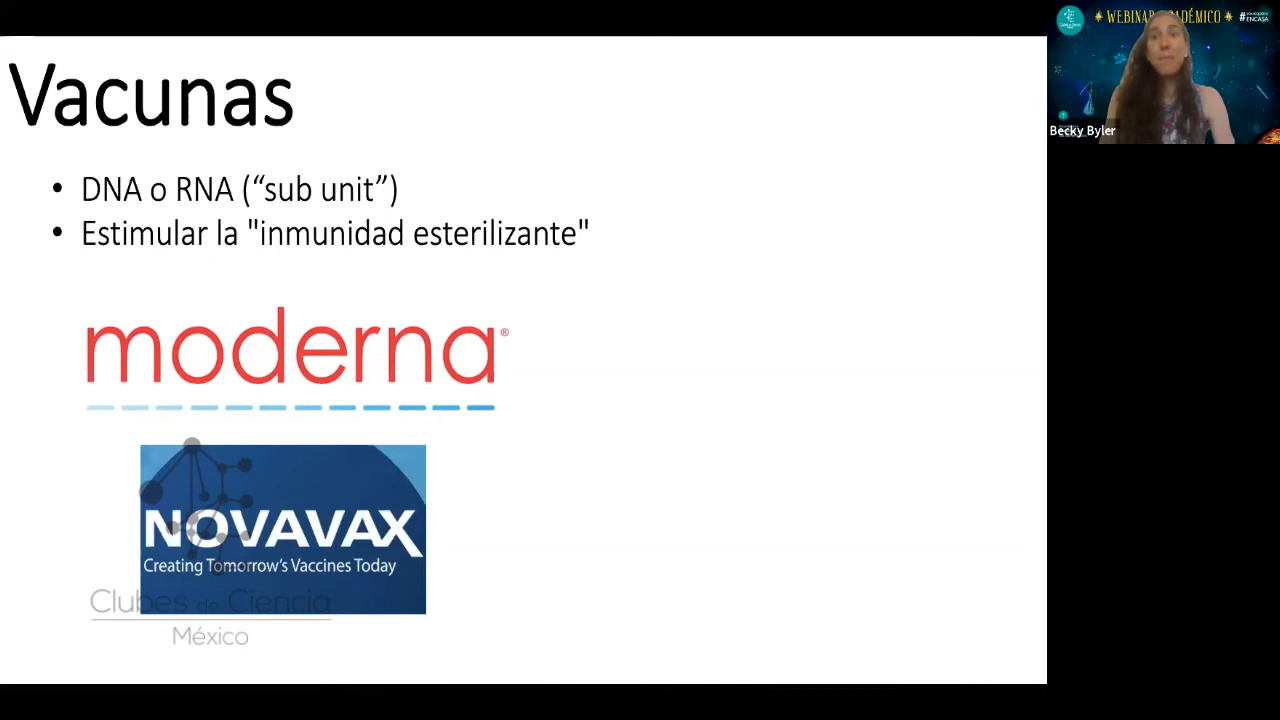 Vacunas
• DNA o RNA (“sub unit”)
• Estimular la "inmunidad esterilizante"
moderna®
NOVAVAX
Creating Tomorrow's Vaccines Today
Clubes de Ciencia
México
WEBINAR ACADÉMICO
ENCASA
Becky Byler